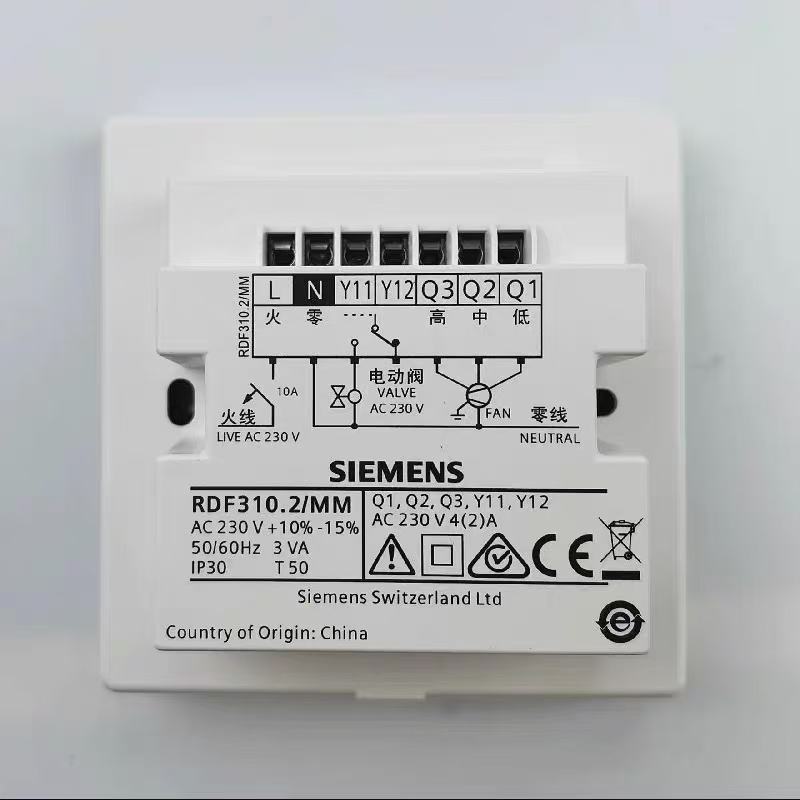 RDF310.2/MM
L N Y11 Y12 Q3 Q2 Q1
火 零 高 中 低
10A
电动阀
VALVE
AC 230 V
FAN
火线
LIVE AC 230 V
零线
NEUTRAL
SIEMENS
RDF310.2/MM
AC 230 V +10% -15%
50/60Hz 3 VA
IP30 T 50
Q1, Q2, Q3, Y11, Y12
AC 230 V 4(2)A
CE
e
Siemens Switzerland Ltd
Country of Origin: China